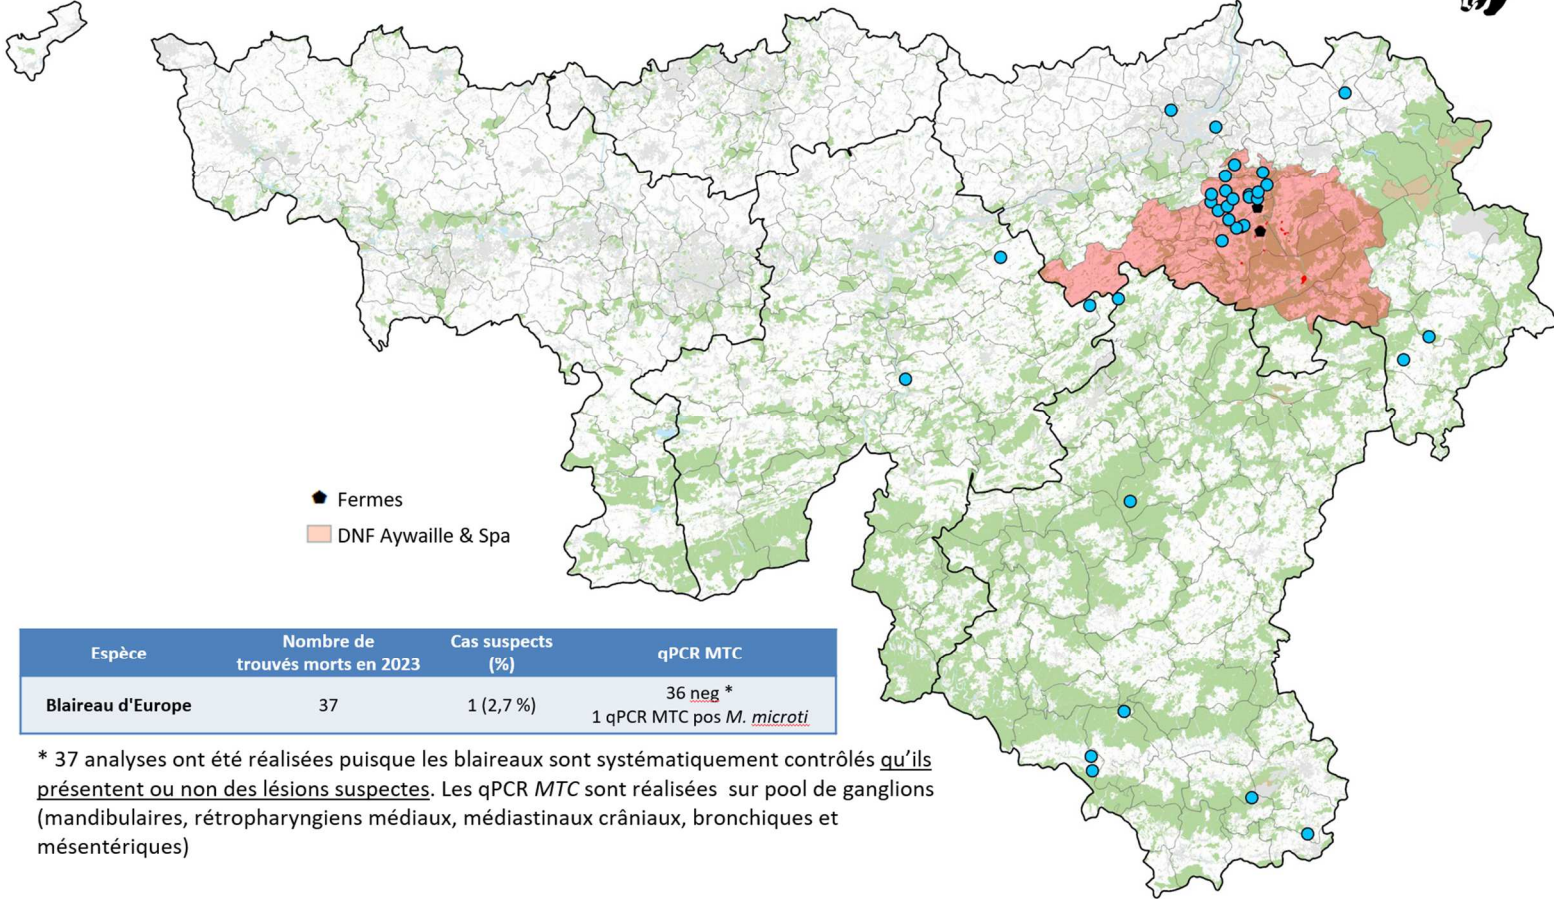 Fermes
DNF Aywaille & Spa
Espèce
Nombre de
trouvés morts en 2023
Cas suspects
(%)
qPCR MTC
Blaireau d'Europe
37
1 (2,7 %)
36 neg *
1 qPCR MTC pos M. microti
* 37 analyses ont été réalisées puisque les blaireaux sont systématiquement contrôlés qu’ils
présentent ou non des lésions suspectes. Les qPCR MTC sont réalisées sur pool de ganglions
(mandibulaires, rétropharyngiens médiaux, médiastinaux crâniaux, bronchiques et
mésentériques)